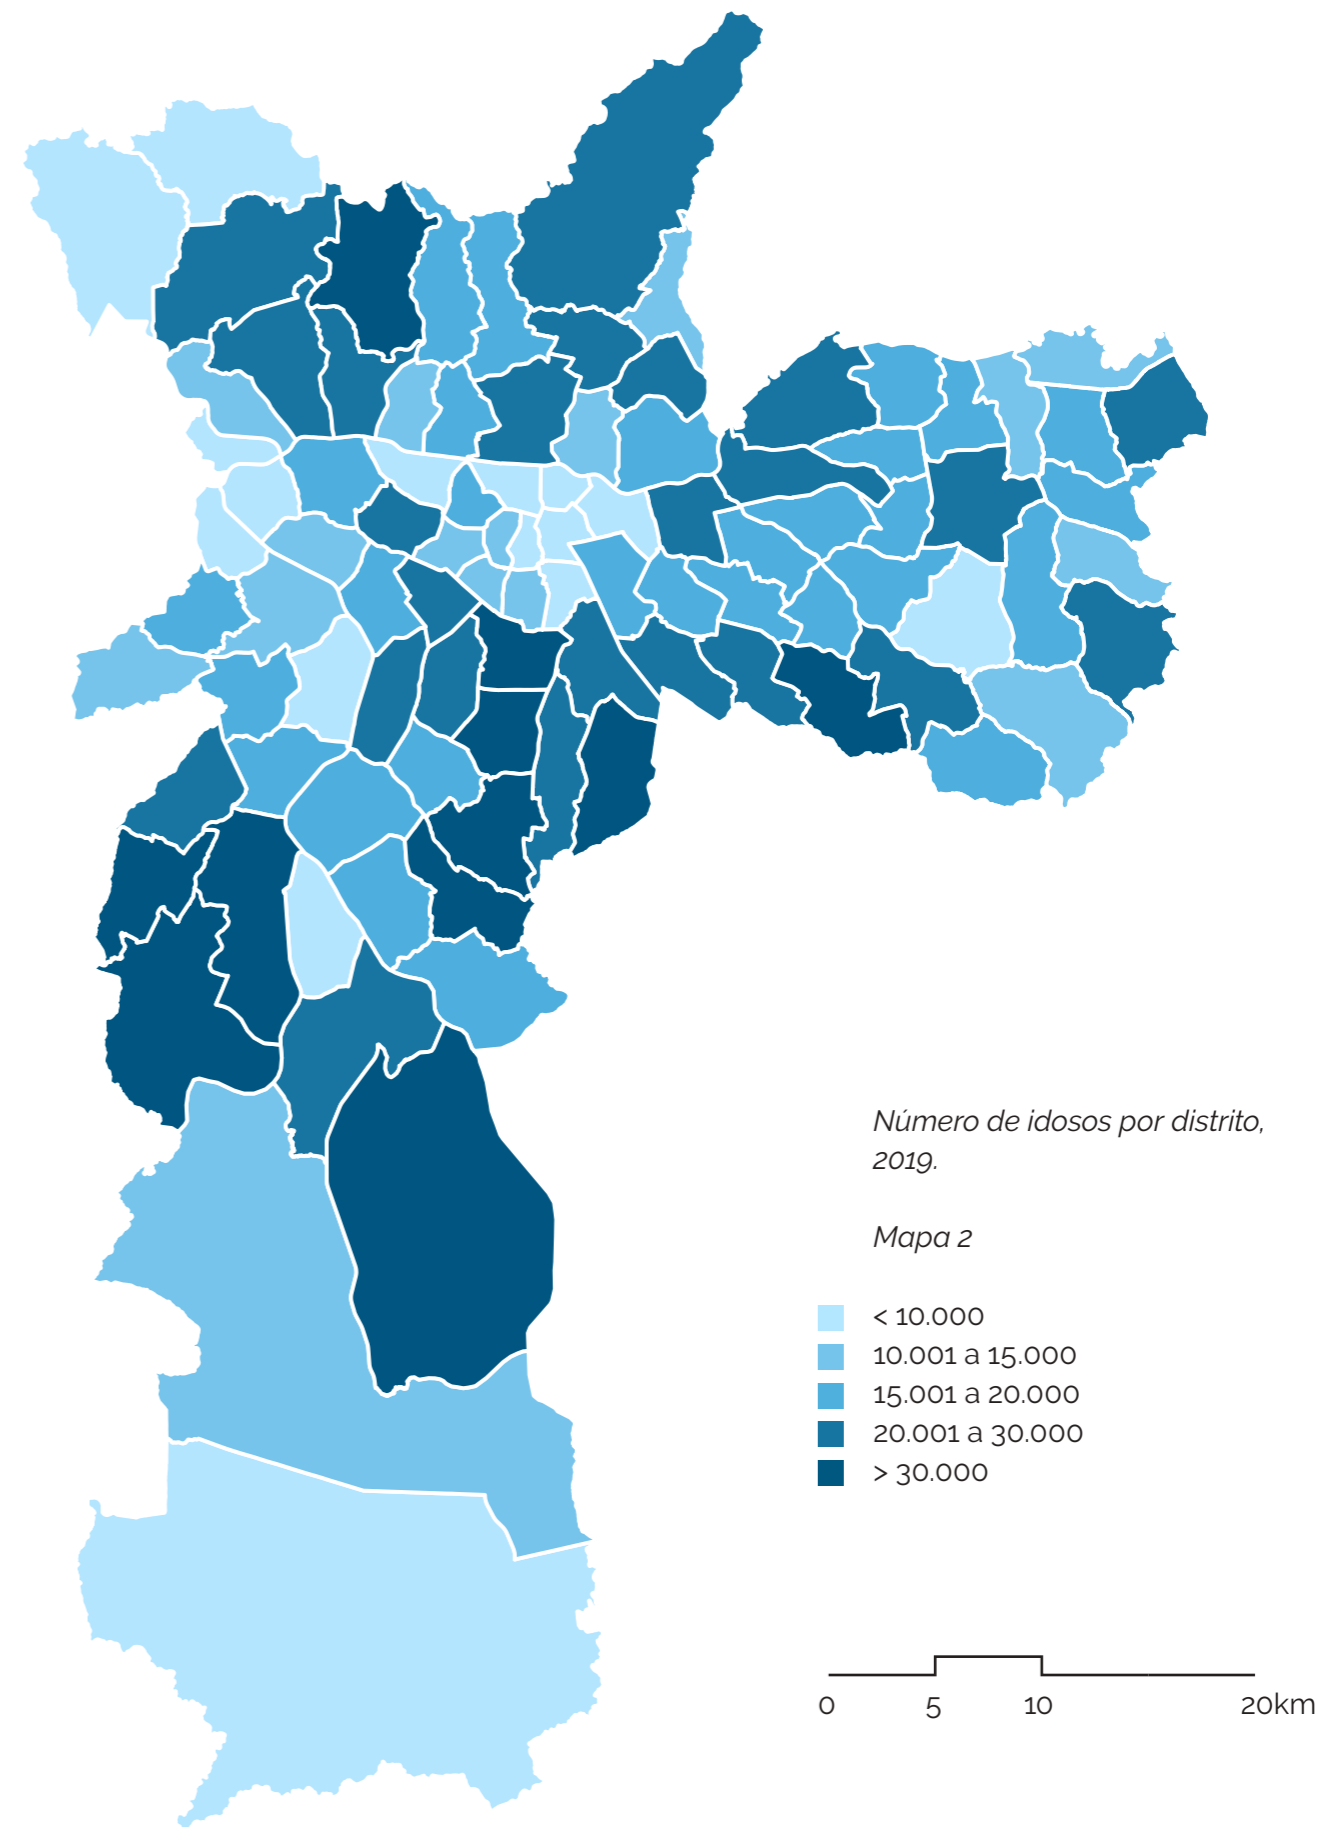 Número de idosos por distrito,
2019.
Mapa 2
< 10.000
10.001 a 15.000
15.001 a 20.000
20.001 a 30.000
> 30.000
0 5 10 20km